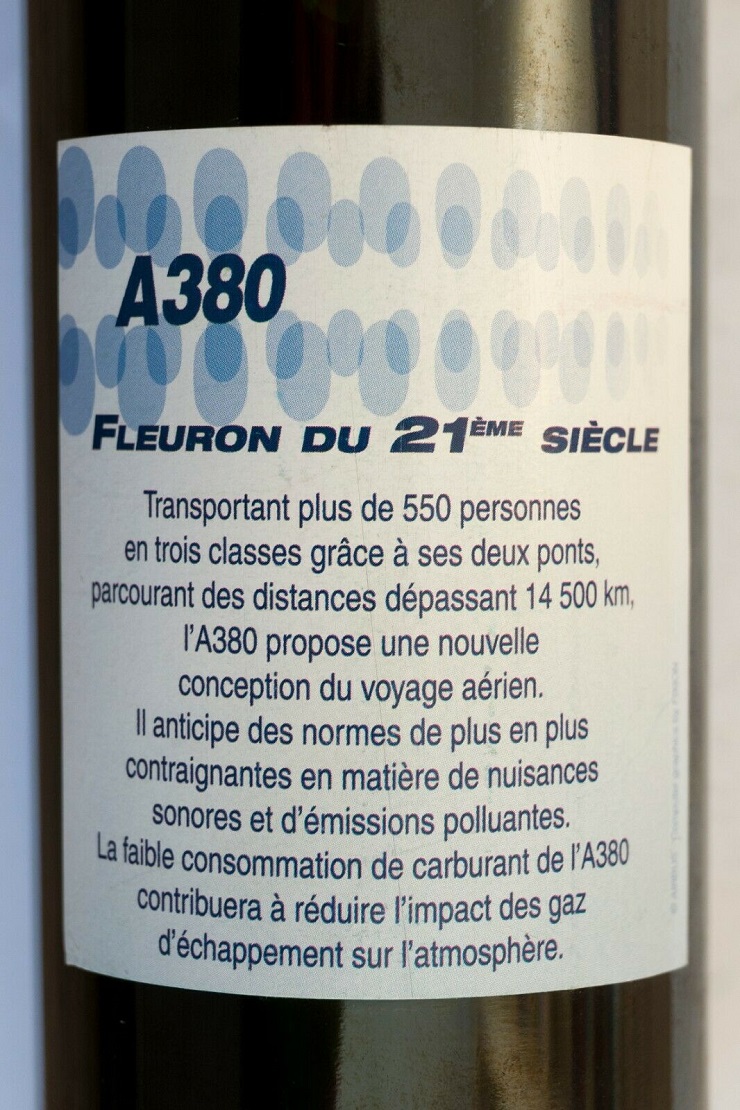 A380
FLEURON DU 21ÈME SIÈCLE
Transportant plus de 550 personnes
en trois classes grâce à ses deux ponts,
parcourant des distances dépassant 14 500 km,
l'A380 propose une nouvelle
conception du voyage aérien.
Il anticipe des normes de plus en plus
contraignantes en matière de nuisances
sonores et d'émissions polluantes.
La faible consommation de carburant de l'A380
contribuera à réduire l'impact des gaz
d'échappement sur l'atmosphère.